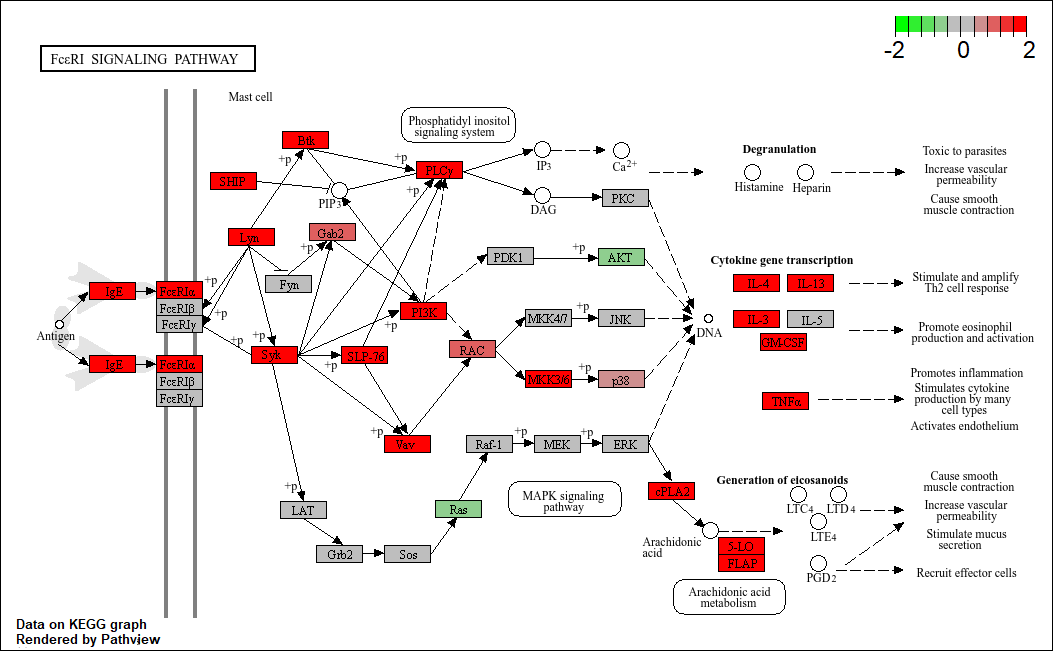 -2 0 2
FcεRI SIGNALING PATHWAY
Mast cell
Phosphatidyl inositol
signaling system
Degranulation
Btk
+p
+p
IP3
Ca2+
Toxic to parasites
PLCγ
SHIP
+p
PIP3
DAG
PKC
Histamine
Heparin
Increase vascular
permeability
Cause smooth
muscle contraction
Lyn
Gab2
+p
PDK1
+p
AKT
Cytokine gene transcription
Fyn
+p
IgE
FcεRIα
FcεRIβ
FcεRIγ
+p
IL-4
IL-13
Stimulate and amplify
Th2 cell response
Antigen
PI3K
+p
MKK4/7
+p
JNK
DNA
IL-3
IL-5
GM-CSF
Promote eosinophil
production and activation
+p
Syk
+p
SLP-76
RAC
IgE
FcεRIα
FcεRIβ
FcεRIγ
MKK3/6
+p
p38
TNFα
Promotes inflammation
Stimulates cytokine
production by many
cell types
Activates endothelium
+p
Vav
Raf-1
+p
MEK
+p
ERK
+p
LAT
Ras
MAPK signaling
pathway
+p
cPLA2
Generation of eicosanoids
LTC4
LTD4
LTE4
Cause smooth
muscle contraction
Increase vascular
permeability
Stimulate mucus
secretion
Grb2
Sos
Arachidonic
acid
5-LO
FLAP
PGD2
Recruit effector cells
Arachidonic acid
metabolism
Data on KEGG graph
Rendered by Pathview